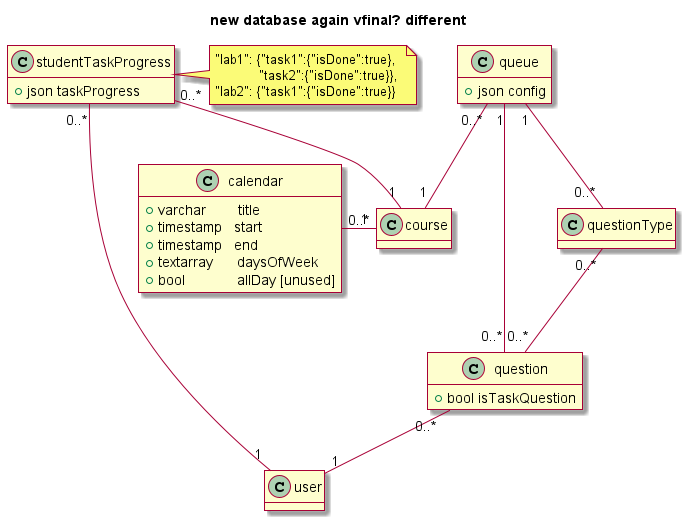 new database again vfinal? different
C studentTaskProgress
json taskProgress
"lab1": {"task1":{"isDone":true},
"task2":{"isDone":true}},
"lab2": {"task1":{"isDone":true}}
C queue
json config
0..*
0..*
0..*
1
1
C calendar
varchar title
timestamp start
timestamp end
textarray daysOfWeek
bool allDay [unused]
0..*
1
1
1
C course
0..*
C questionType
0..*
0..*
0..*
C question
bool isTaskQuestion
0..*
1
1
C user